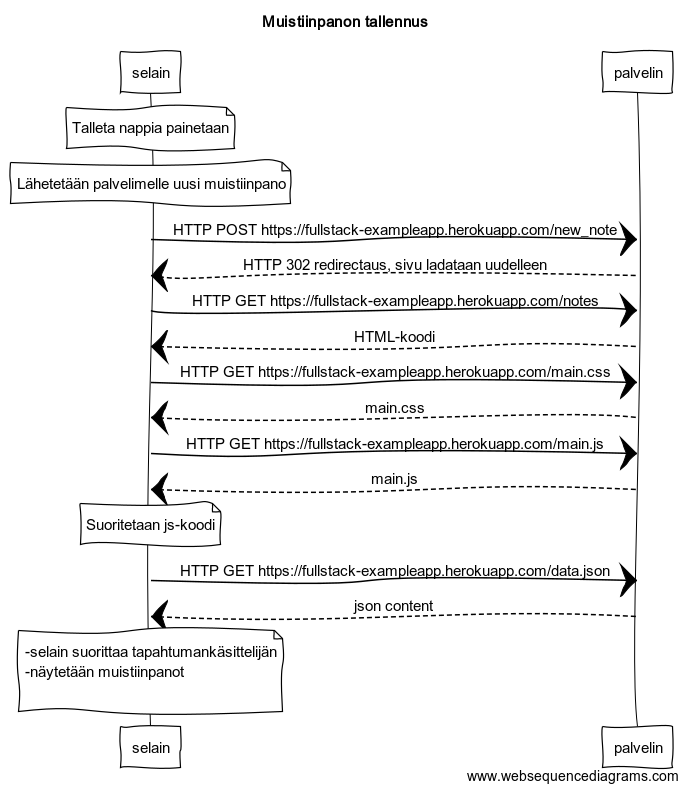 Muistiinpanon tallennus
selain
palvelin
Talleta nappia painetaan
Lähetetään palvelimelle uusi muistiinpano
HTTP POST https://fullstack-exampleapp.herokuapp.com/new_note
HTTP 302 redirectaus, sivu ladataan uudelleen
HTTP GET https://fullstack-exampleapp.herokuapp.com/notes
HTML-koodi
HTTP GET https://fullstack-exampleapp.herokuapp.com/main.css
main.css
HTTP GET https://fullstack-exampleapp.herokuapp.com/main.js
main.js
Suoritetaan js-koodi
HTTP GET https://fullstack-exampleapp.herokuapp.com/data.json
json content
-selain suorittaa tapahtumankäsittelijän
-näytetään muistiinpanot
selain
palvelin
www.websequencediagrams.com